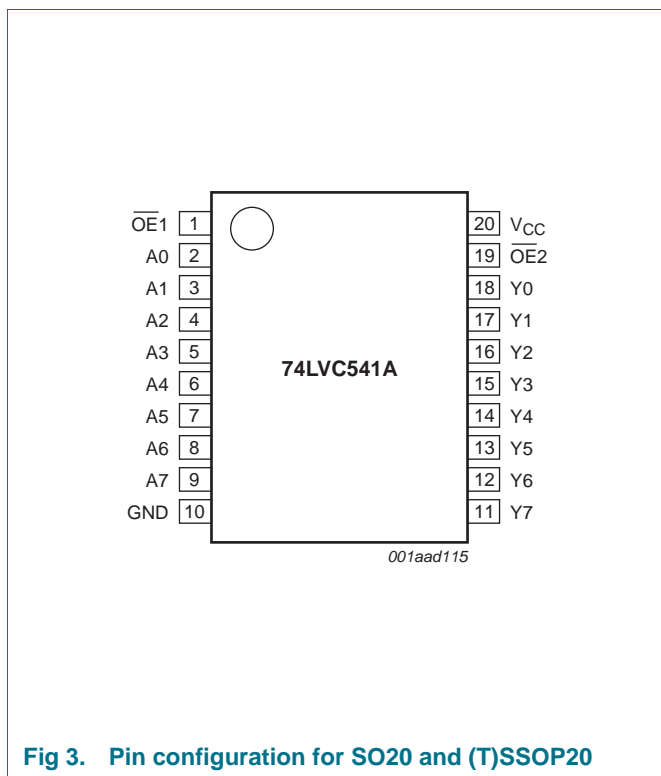 O̅E̅1 1 20 VCC
A0 2 19 O̅E̅2
A1 3 18 Y0
A2 4 17 Y1
A3 5 16 Y2
A4 6 74LVC541A 15 Y3
A5 7 14 Y4
A6 8 13 Y5
A7 9 12 Y6
GND 10 11 Y7
001aad115
Fig 3. Pin configuration for SO20 and (T)SSOP20